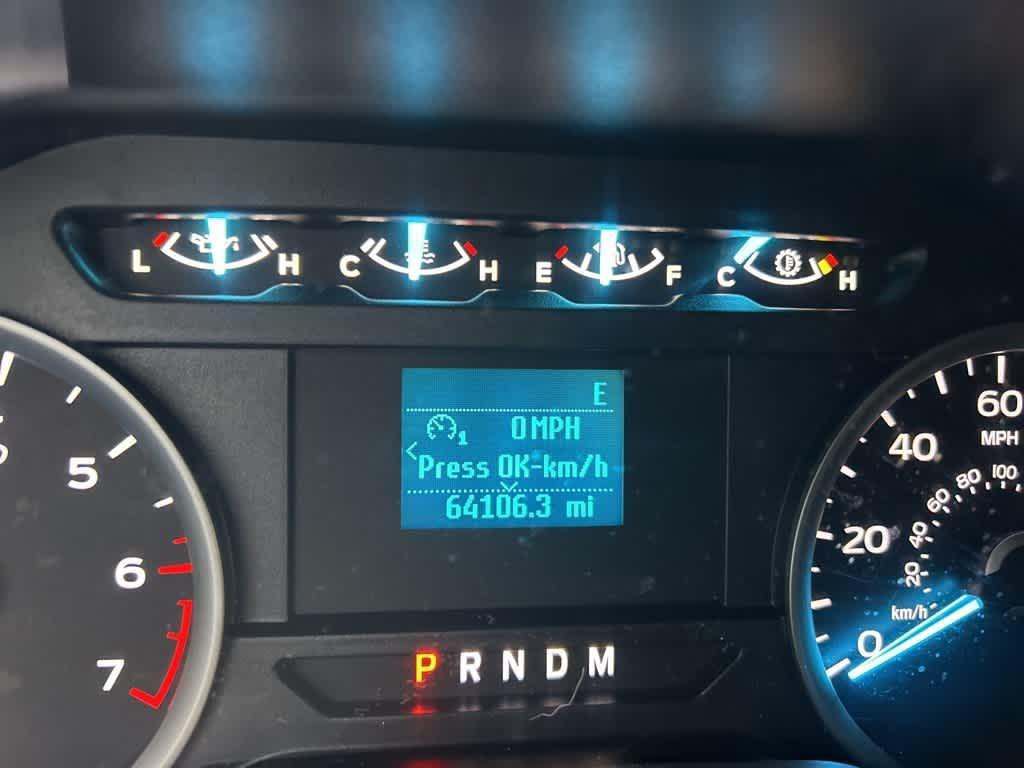 L H C H E F C H
E
1 0 MPH
Press OK-km/h
64106.3 mi
5
6
7
P R N D M
0 20 40 60
MPH
20 40 60 80 100
km/h